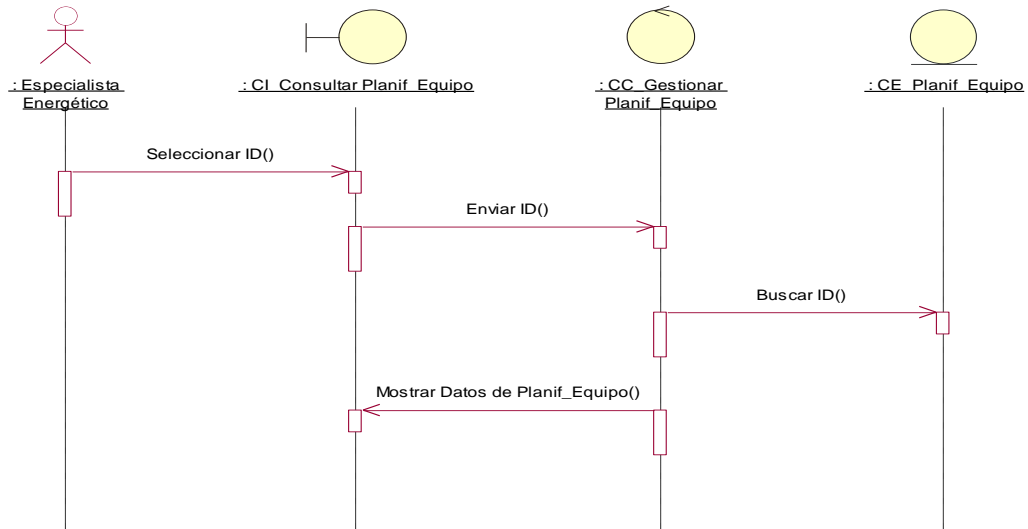 : Especialista
Energético
: CI_Consultar Planif_Equipo
: CC_Gestionar
Planif_Equipo
: CE_Planif_Equipo
Seleccionar ID()
Enviar ID()
Buscar ID()
Mostrar Datos de Planif_Equipo()